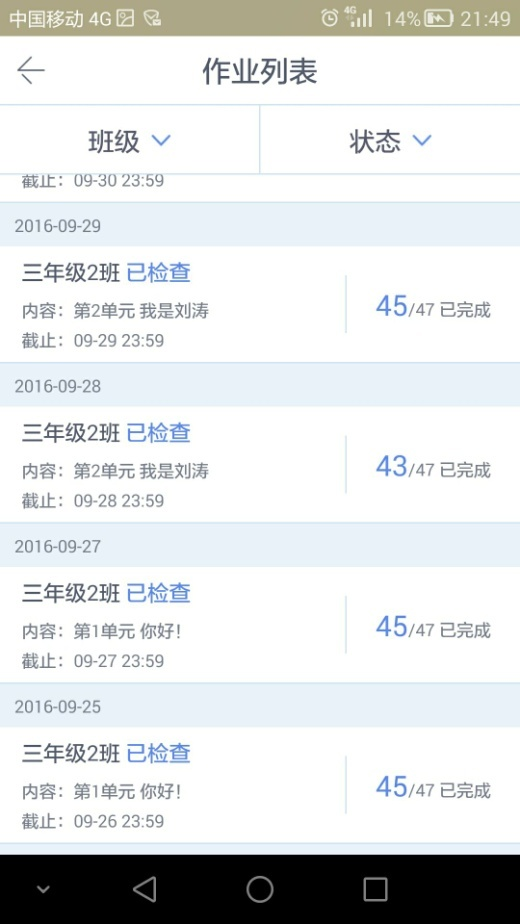 中国移动 4G 4G 14% 21:49
作业列表
班级 状态
截止：09-30 23:59
2016-09-29
三年级2班 已检查
内容：第2单元 我是刘涛
45/47 已完成
截止：09-29 23:59
2016-09-28
三年级2班 已检查
内容：第2单元 我是刘涛
43/47 已完成
截止：09-28 23:59
2016-09-27
三年级2班 已检查
内容：第1单元 你好！
45/47 已完成
截止：09-27 23:59
2016-09-25
三年级2班 已检查
内容：第1单元 你好！
45/47 已完成
截止：09-26 23:59